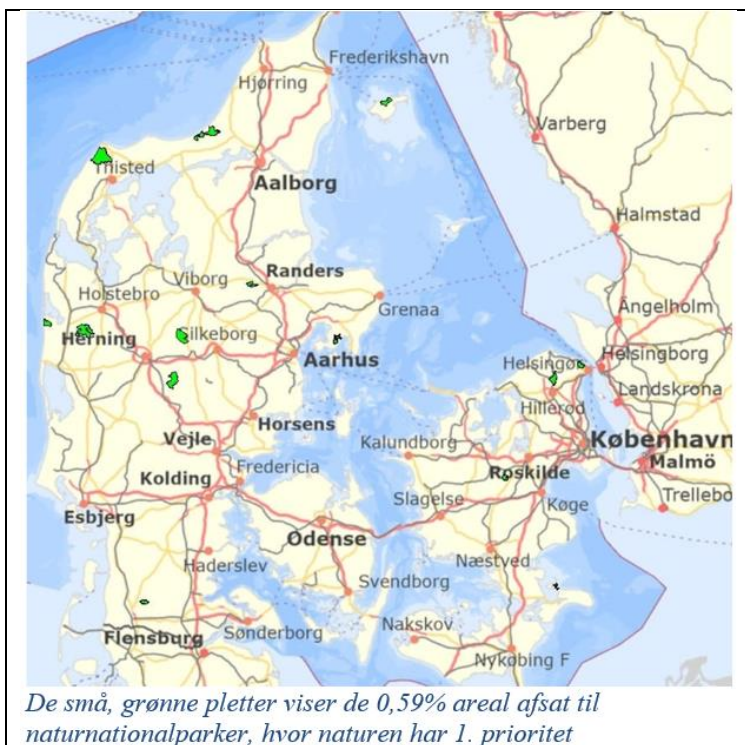 Frederikshavn
Hjørring
Varberg
Thisted
Aalborg
Halmstad
Randers
Viborg
Holstebro
Grenaa
Ängelholm
Herning
Silkeborg
Aarhus
Helsingør
Helsingborg
Landskrona
Hillerød
Horsens
København
Vejle
Kalundborg
Roskilde
Malmö
Fredericia
Kolding
Trellebo
Esbjerg
Slagelse
Køge
Odense
Næstved
Haderslev
Svendborg
Sønderborg
Nakskov
Flensburg
Nykøbing F
De små, grønne pletter viser de 0,59% areal afsat til
naturnationalparker, hvor naturen har 1. prioritet